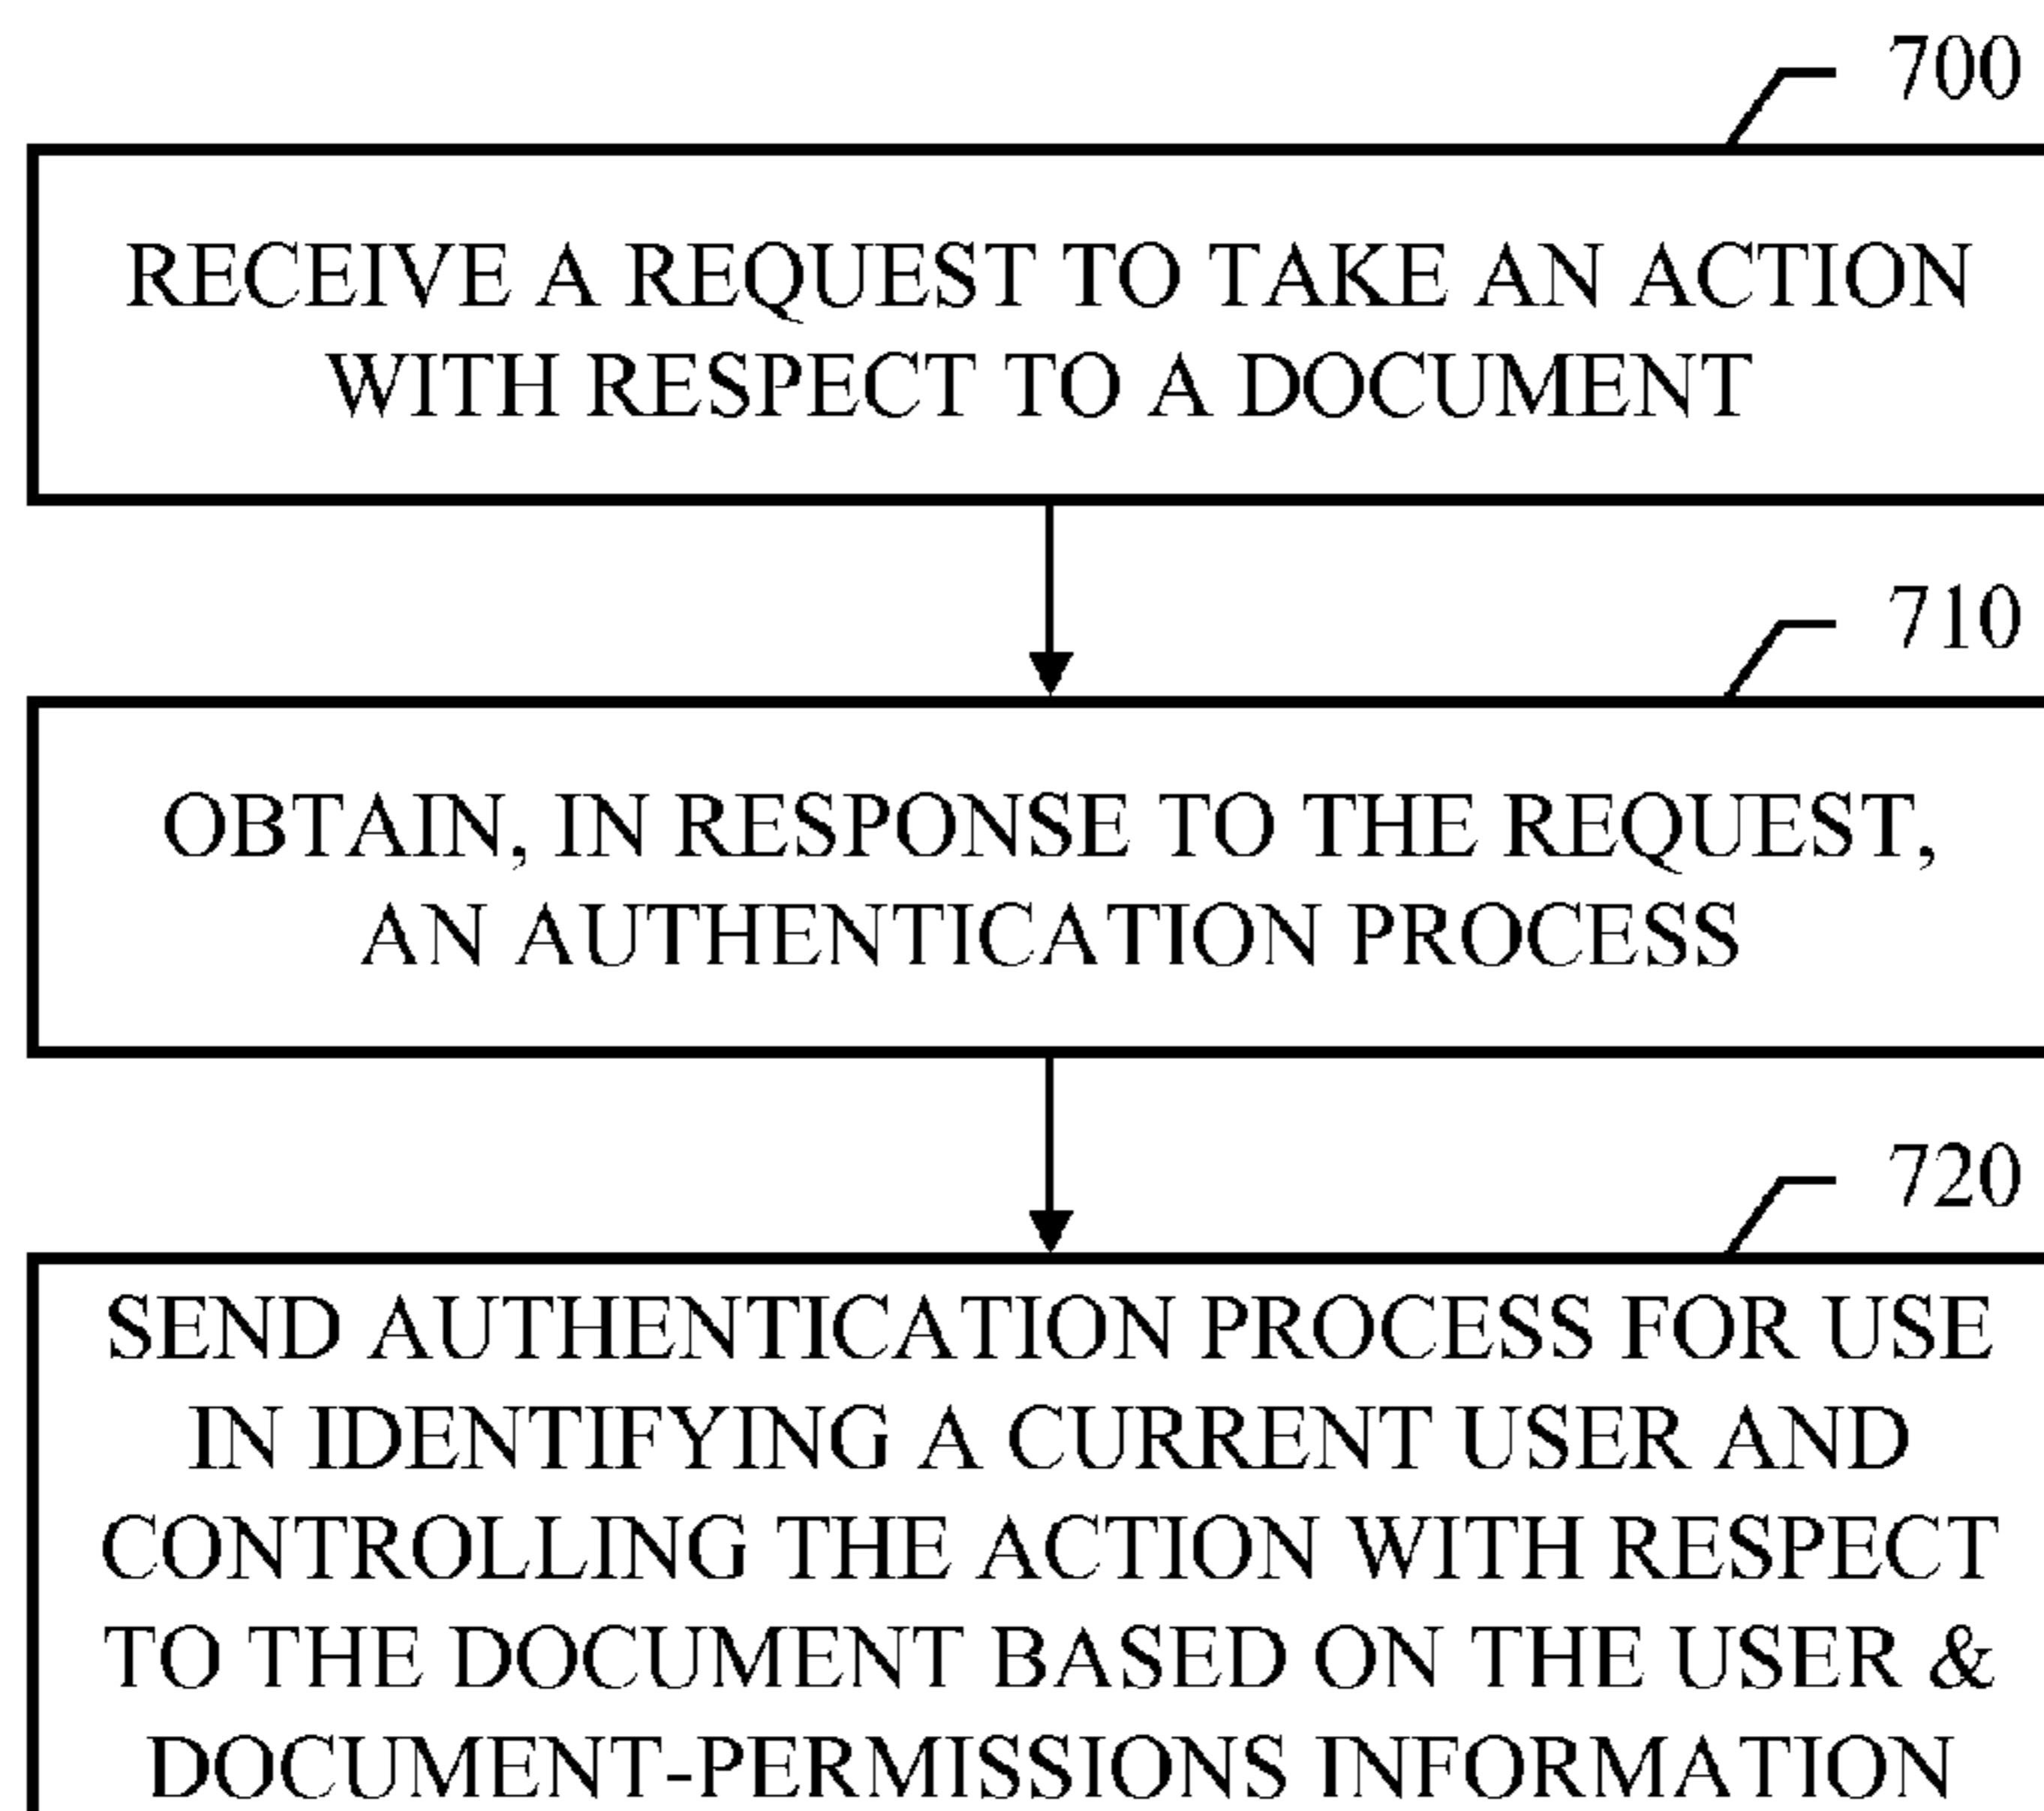 700
RECEIVE A REQUEST TO TAKE AN ACTION
WITH RESPECT TO A DOCUMENT
710
OBTAIN, IN RESPONSE TO THE REQUEST,
AN AUTHENTICATION PROCESS
720
SEND AUTHENTICATION PROCESS FOR USE
IN IDENTIFYING A CURRENT USER AND
CONTROLLING THE ACTION WITH RESPECT
TO THE DOCUMENT BASED ON THE USER &
DOCUMENT-PERMISSIONS INFORMATION